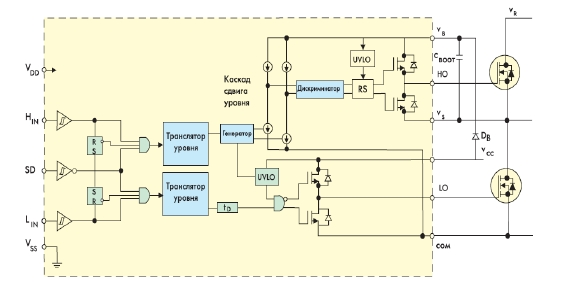 V_R
V_B
V_DD
Каскад
сдвига
уровня
UVLO
C_BOOT
HO
Дискриминатор
RS
H_IN
R
S
Транслятор
уровня
Генератор
V_S
D_B
V_CC
SD
S
R
Транслятор
уровня
UVLO
LO
L_IN
t_D
V_SS
COM